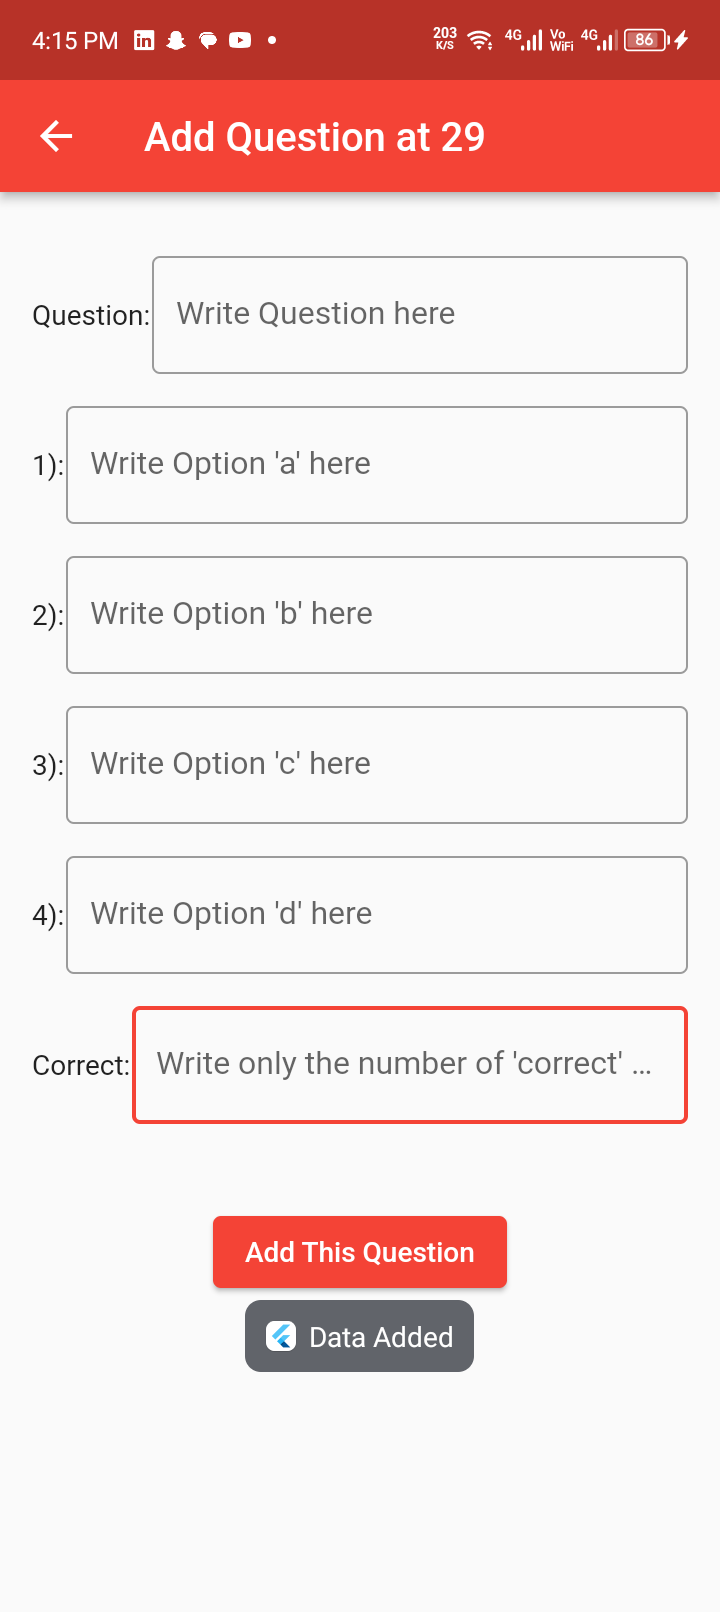 4:15 PM in 203 K/S 4G Vo WiFi 4G 86
Add Question at 29
Question: Write Question here
1): Write Option 'a' here
2): Write Option 'b' here
3): Write Option 'c' here
4): Write Option 'd' here
Correct: Write only the number of 'correct' ...
Add This Question
Data Added